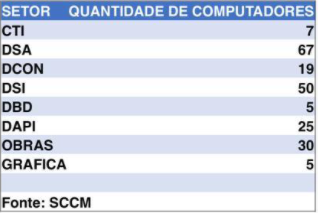 SETOR QUANTIDADE DE COMPUTADORES
CTI 7
DSA 67
DCON 19
DSI 50
DBD 5
DAPI 25
OBRAS 30
GRAFICA 5
Fonte: SCCM